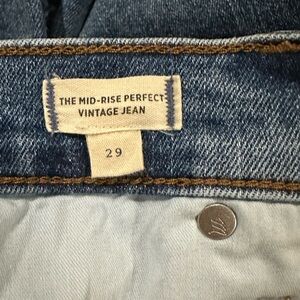 THE MID-RISE PERFECT
VINTAGE JEAN
29